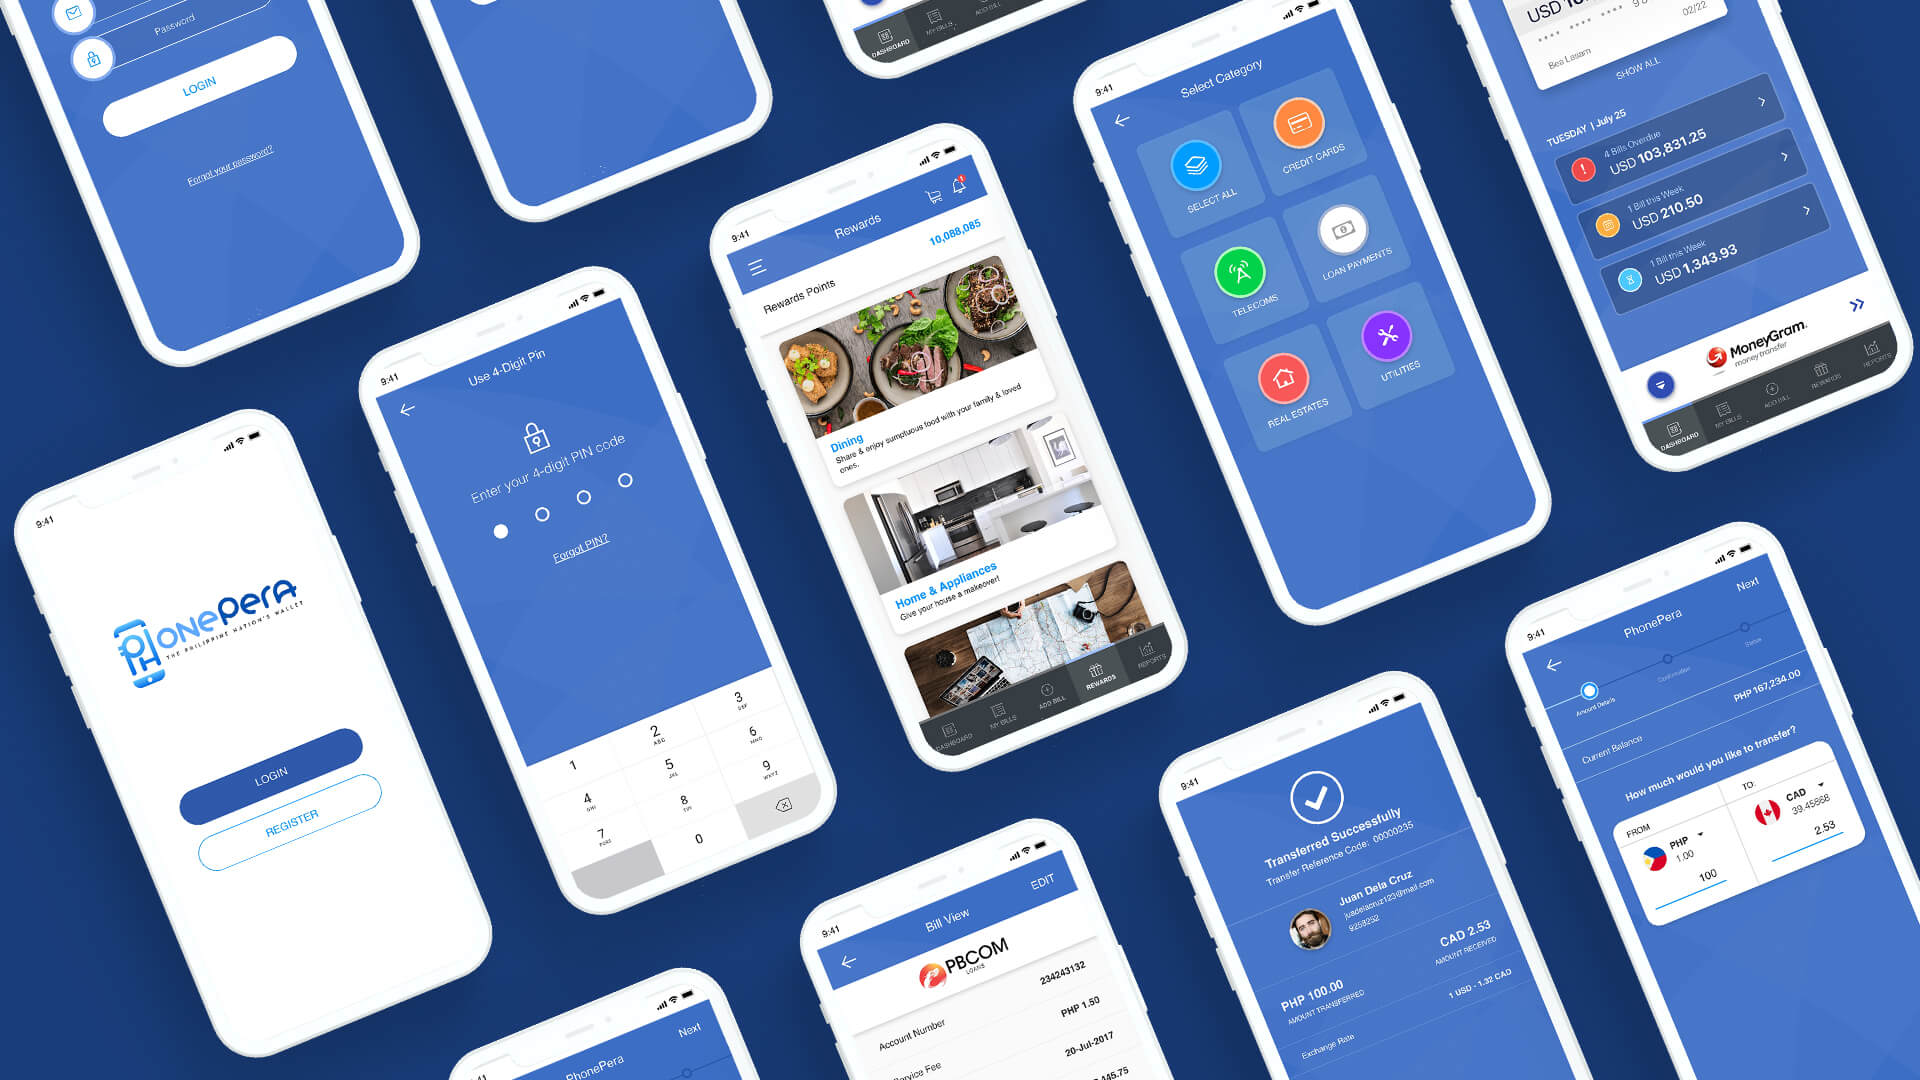 Password
LOGIN
Forgot your password?
9:41
PHonePera
THE PHILIPPINE NATION'S WALLET
LOGIN
REGISTER
9:41
Use 4-Digit Pin
Enter your 4-digit PIN code
Forgot PIN?
1
2
ABC
3
DEF
4
GHI
5
JKL
6
MNO
7
PQRS
8
TUV
9
WXYZ
0
Next
PhonePera
DASHBOARD
MY BILLS
ADD BILL
9:41
Rewards
1
Rewards Points
10,088,085
Dining
Share & enjoy sumptuous food with your family & loved
ones.
Home & Appliances
Give your house a makeover!
DASHBOARD
MY BILLS
ADD BILL
REWARDS
REPORTS
9:41
Bill View
EDIT
PBCOM
LOANS
Account Number
234243132
Service Fee
PHP 1.50
20-Jul-2017
445.75
9:41
Select Category
SELECT ALL
CREDIT CARDS
TELECOMS
LOAN PAYMENTS
REAL ESTATES
UTILITIES
9:41
Transferred Successfully
Transfer Reference Code: 00000235
Juan Dela Cruz
juadelacruz123@mail.com
9258252
PHP 100.00
AMOUNT TRANSFERRED
CAD 2.53
AMOUNT RECEIVED
Exchange Rate
1 USD - 1.32 CAD
USD
02/22
Bea Lasam
SHOW ALL
TUESDAY | July 25
4 Bills Overdue
USD 103,831.25
1 Bill this Week
USD 210.50
1 Bill this Week
USD 1,343.93
MoneyGram.
money transfer
DASHBOARD
MY BILLS
ADD BILL
REWARDS
REPORTS
9:41
PhonePera
Next
Amount Details
Confirmation
Current Balance
PHP 167,234.00
How much would you like to transfer?
FROM
TO:
PHP
1.00
100
CAD
39.45868
2.53